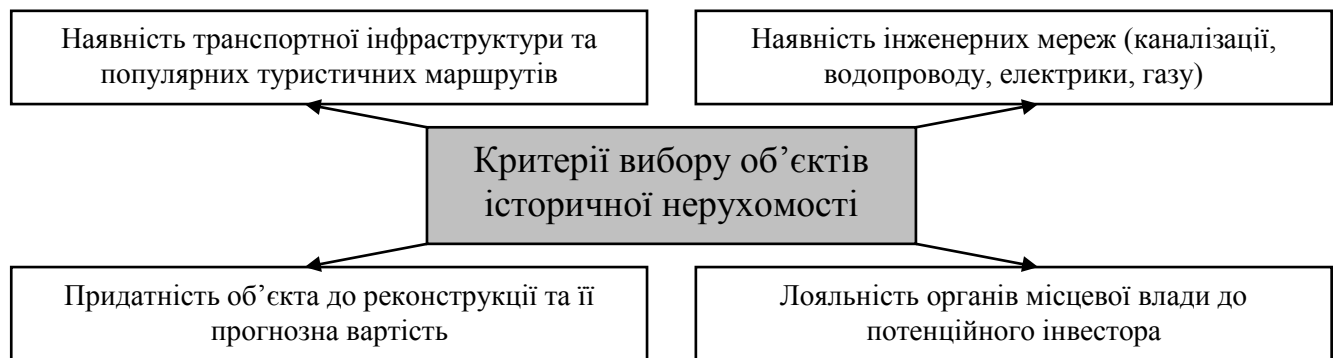 Наявність транспортної інфраструктури та
популярних туристичних маршрутів
Наявність інженерних мереж (каналізації,
водопроводу, електрики, газу)
Критерії вибору об’єктів
історичної нерухомості
Придатність об’єкта до реконструкції та її
прогнозна вартість
Лояльність органів місцевої влади до
потенційного інвестора